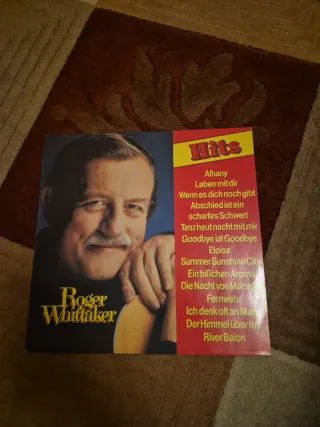 Hits
Albany
Leben mit dir
Wenn es dich noch gibt
Abschied ist ein
scharfes Schwert
Tanz heut nacht mit mir
Goodbye ist Goodbye
Eloisa
Summer Sunshine City
Ein bißchen Aroma
Die Nacht von
Fernweh
Ich denk oft an Mary
Der Himmel über mir
River
Roger
Whittaker